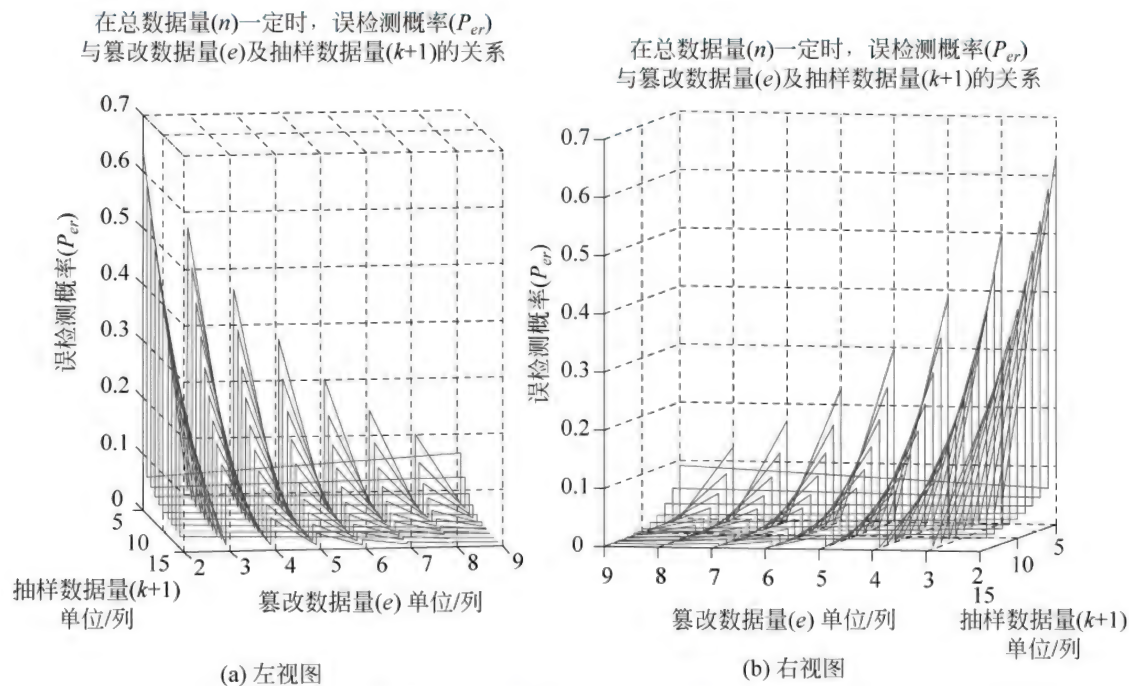 在总数据量(n)一定时，误检测概率(Per)
与篡改数据量(e)及抽样数据量(k+1)的关系
0.7
0.6
0.5
0.4
0.3
0.2
0.1
0
误检测概率(Per)
5
10
15
2
3
4
5
6
7
8
9
抽样数据量(k+1)
单位/列
篡改数据量(e) 单位/列
(a) 左视图
在总数据量(n)一定时，误检测概率(Per)
与篡改数据量(e)及抽样数据量(k+1)的关系
0.7
0.6
0.5
0.4
0.3
0.2
0.1
0
误检测概率(Per)
9
8
7
6
5
4
3
2
15
10
5
篡改数据量(e) 单位/列
抽样数据量(k+1)
单位/列
(b) 右视图